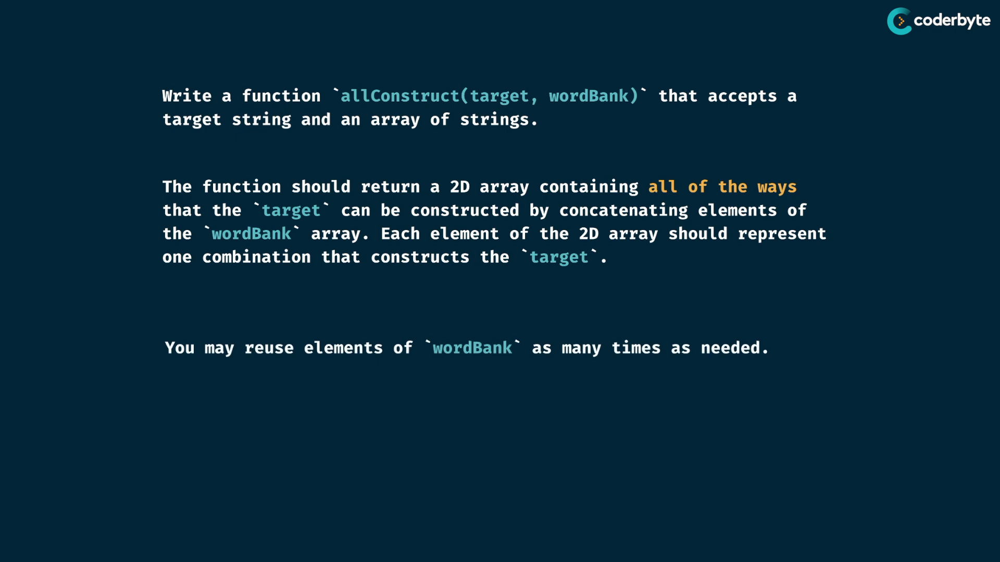 coderbyte
Write a function `allConstruct(target, wordBank)` that accepts a
target string and an array of strings.
The function should return a 2D array containing all of the ways
that the `target` can be constructed by concatenating elements of
the `wordBank` array. Each element of the 2D array should represent
one combination that constructs the `target`.
You may reuse elements of `wordBank` as many times as needed.